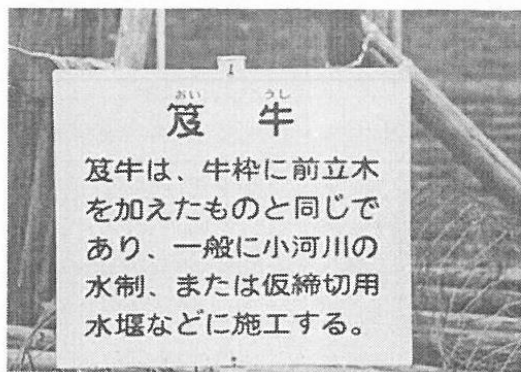 おい うし
笈 牛
笈牛は、牛枠に前立木
を加えたものと同じで
あり、一般に小河川の
水制、または仮締切用
水堰などに施工する。